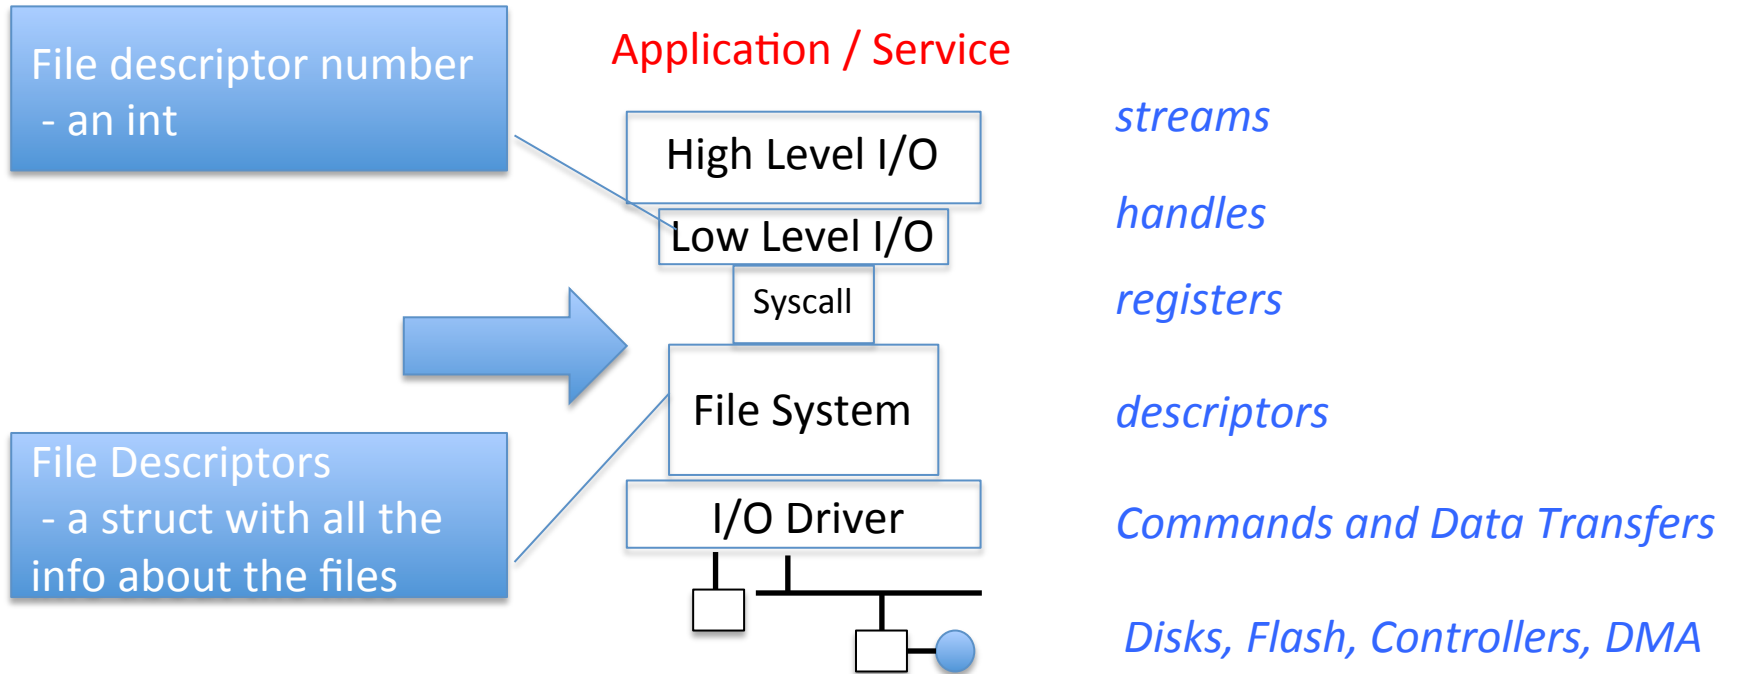 File descriptor number
- an int
Application / Service
High Level I/O
streams
Low Level I/O
handles
Syscall
registers
File System
descriptors
File Descriptors
- a struct with all the
info about the files
I/O Driver
Commands and Data Transfers
Disks, Flash, Controllers, DMA